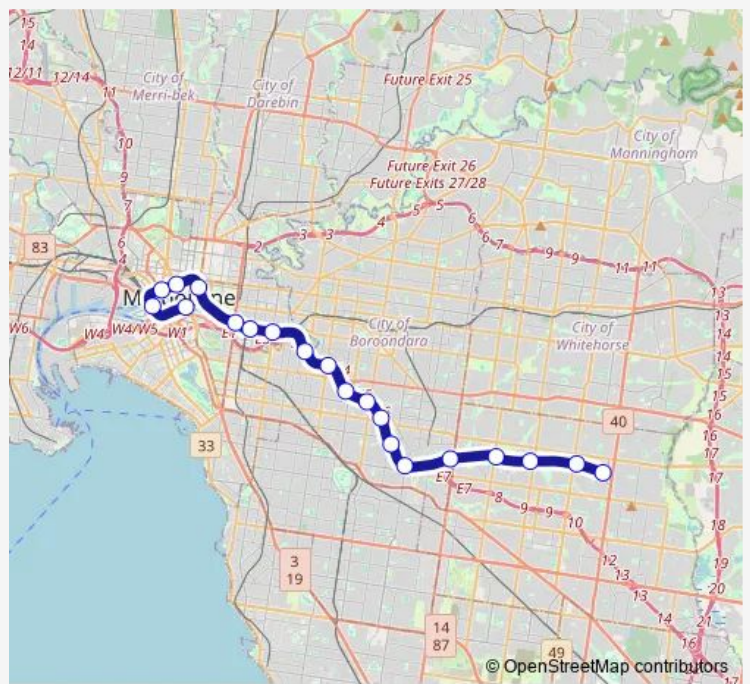 15
14
12/11
12/14
11
City of
Merri-bek
City of
Darebin
Future Exit 25
10
9
7
6
4
Future Exit 26
Future Exits 27/28
City of
Manningham
2
3
3
4
5
5
6
6
7
9
9
11
11
83
13
13
14
14
15
W6
W4
W4/W5
W1
City of
Boroondara
City of
Whitehorse
40
16
16
17
17
33
E7
E7
8
9
9
10
18
12
13
13
14
14
16
19
20
21
17
3
19
14
87
49
© OpenStreetMap contributors